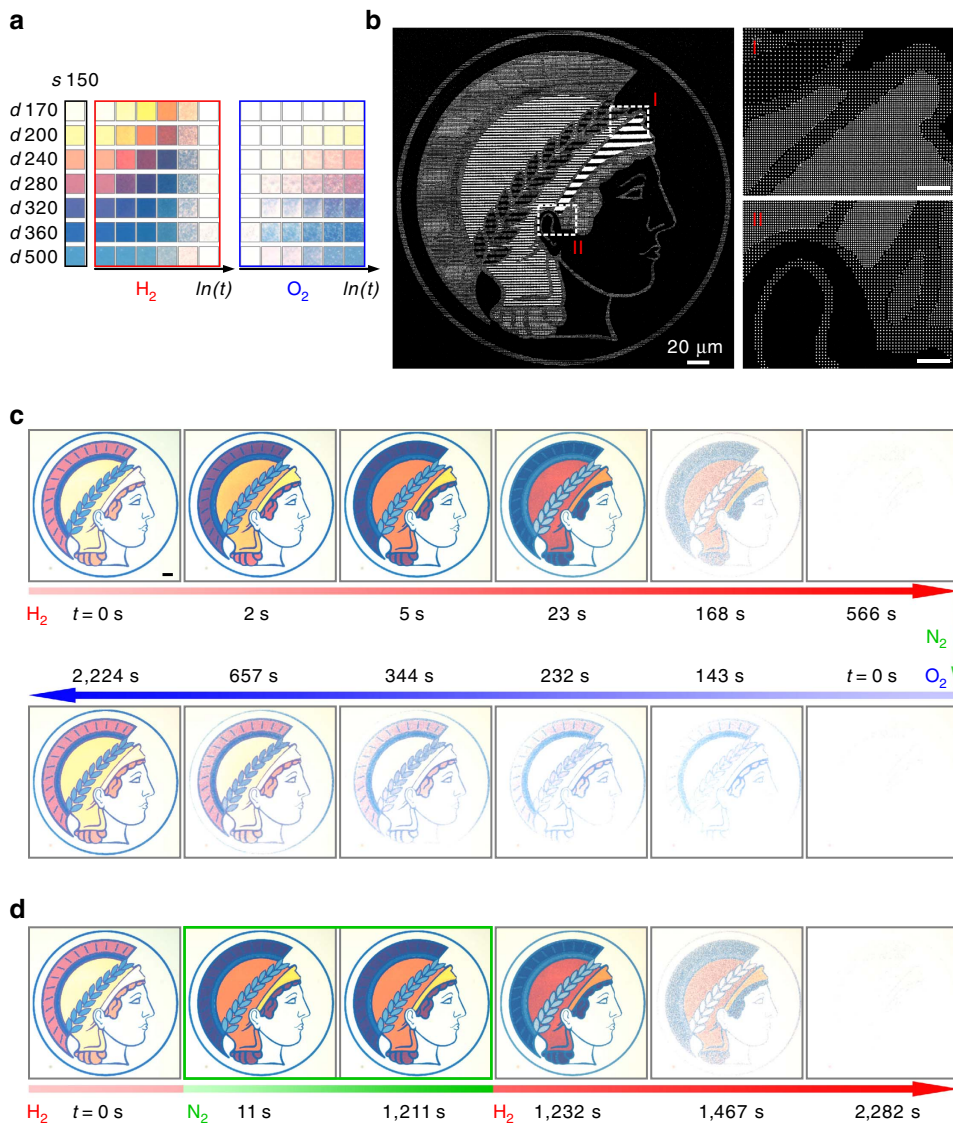 a
s 150
d 170
d 200
d 240
d 280
d 320
d 360
d 500
H2 ln(t) O2 ln(t)
b
I
II
20 μm
I
II
c
H2 t = 0 s 2 s 5 s 23 s 168 s 566 s
N2
2,224 s 657 s 344 s 232 s 143 s t = 0 s O2
d
H2 t = 0 s N2 11 s 1,211 s H2 1,232 s 1,467 s 2,282 s